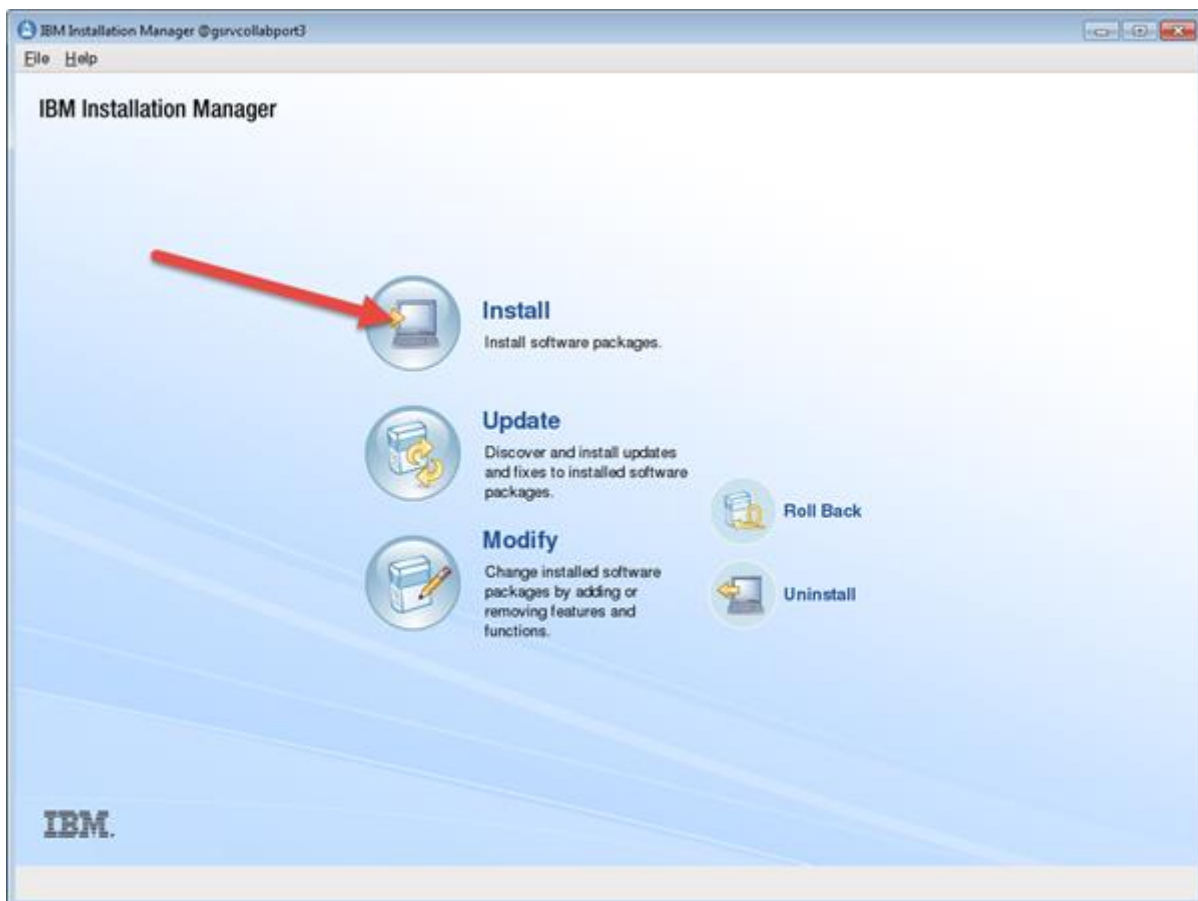 IBM Installation Manager @gsrvcollabport3
File Help
IBM Installation Manager
Install
Install software packages.
Update
Discover and install updates
and fixes to installed software
packages.
Roll Back
Modify
Change installed software
packages by adding or
removing features and
functions.
Uninstall
IBM.